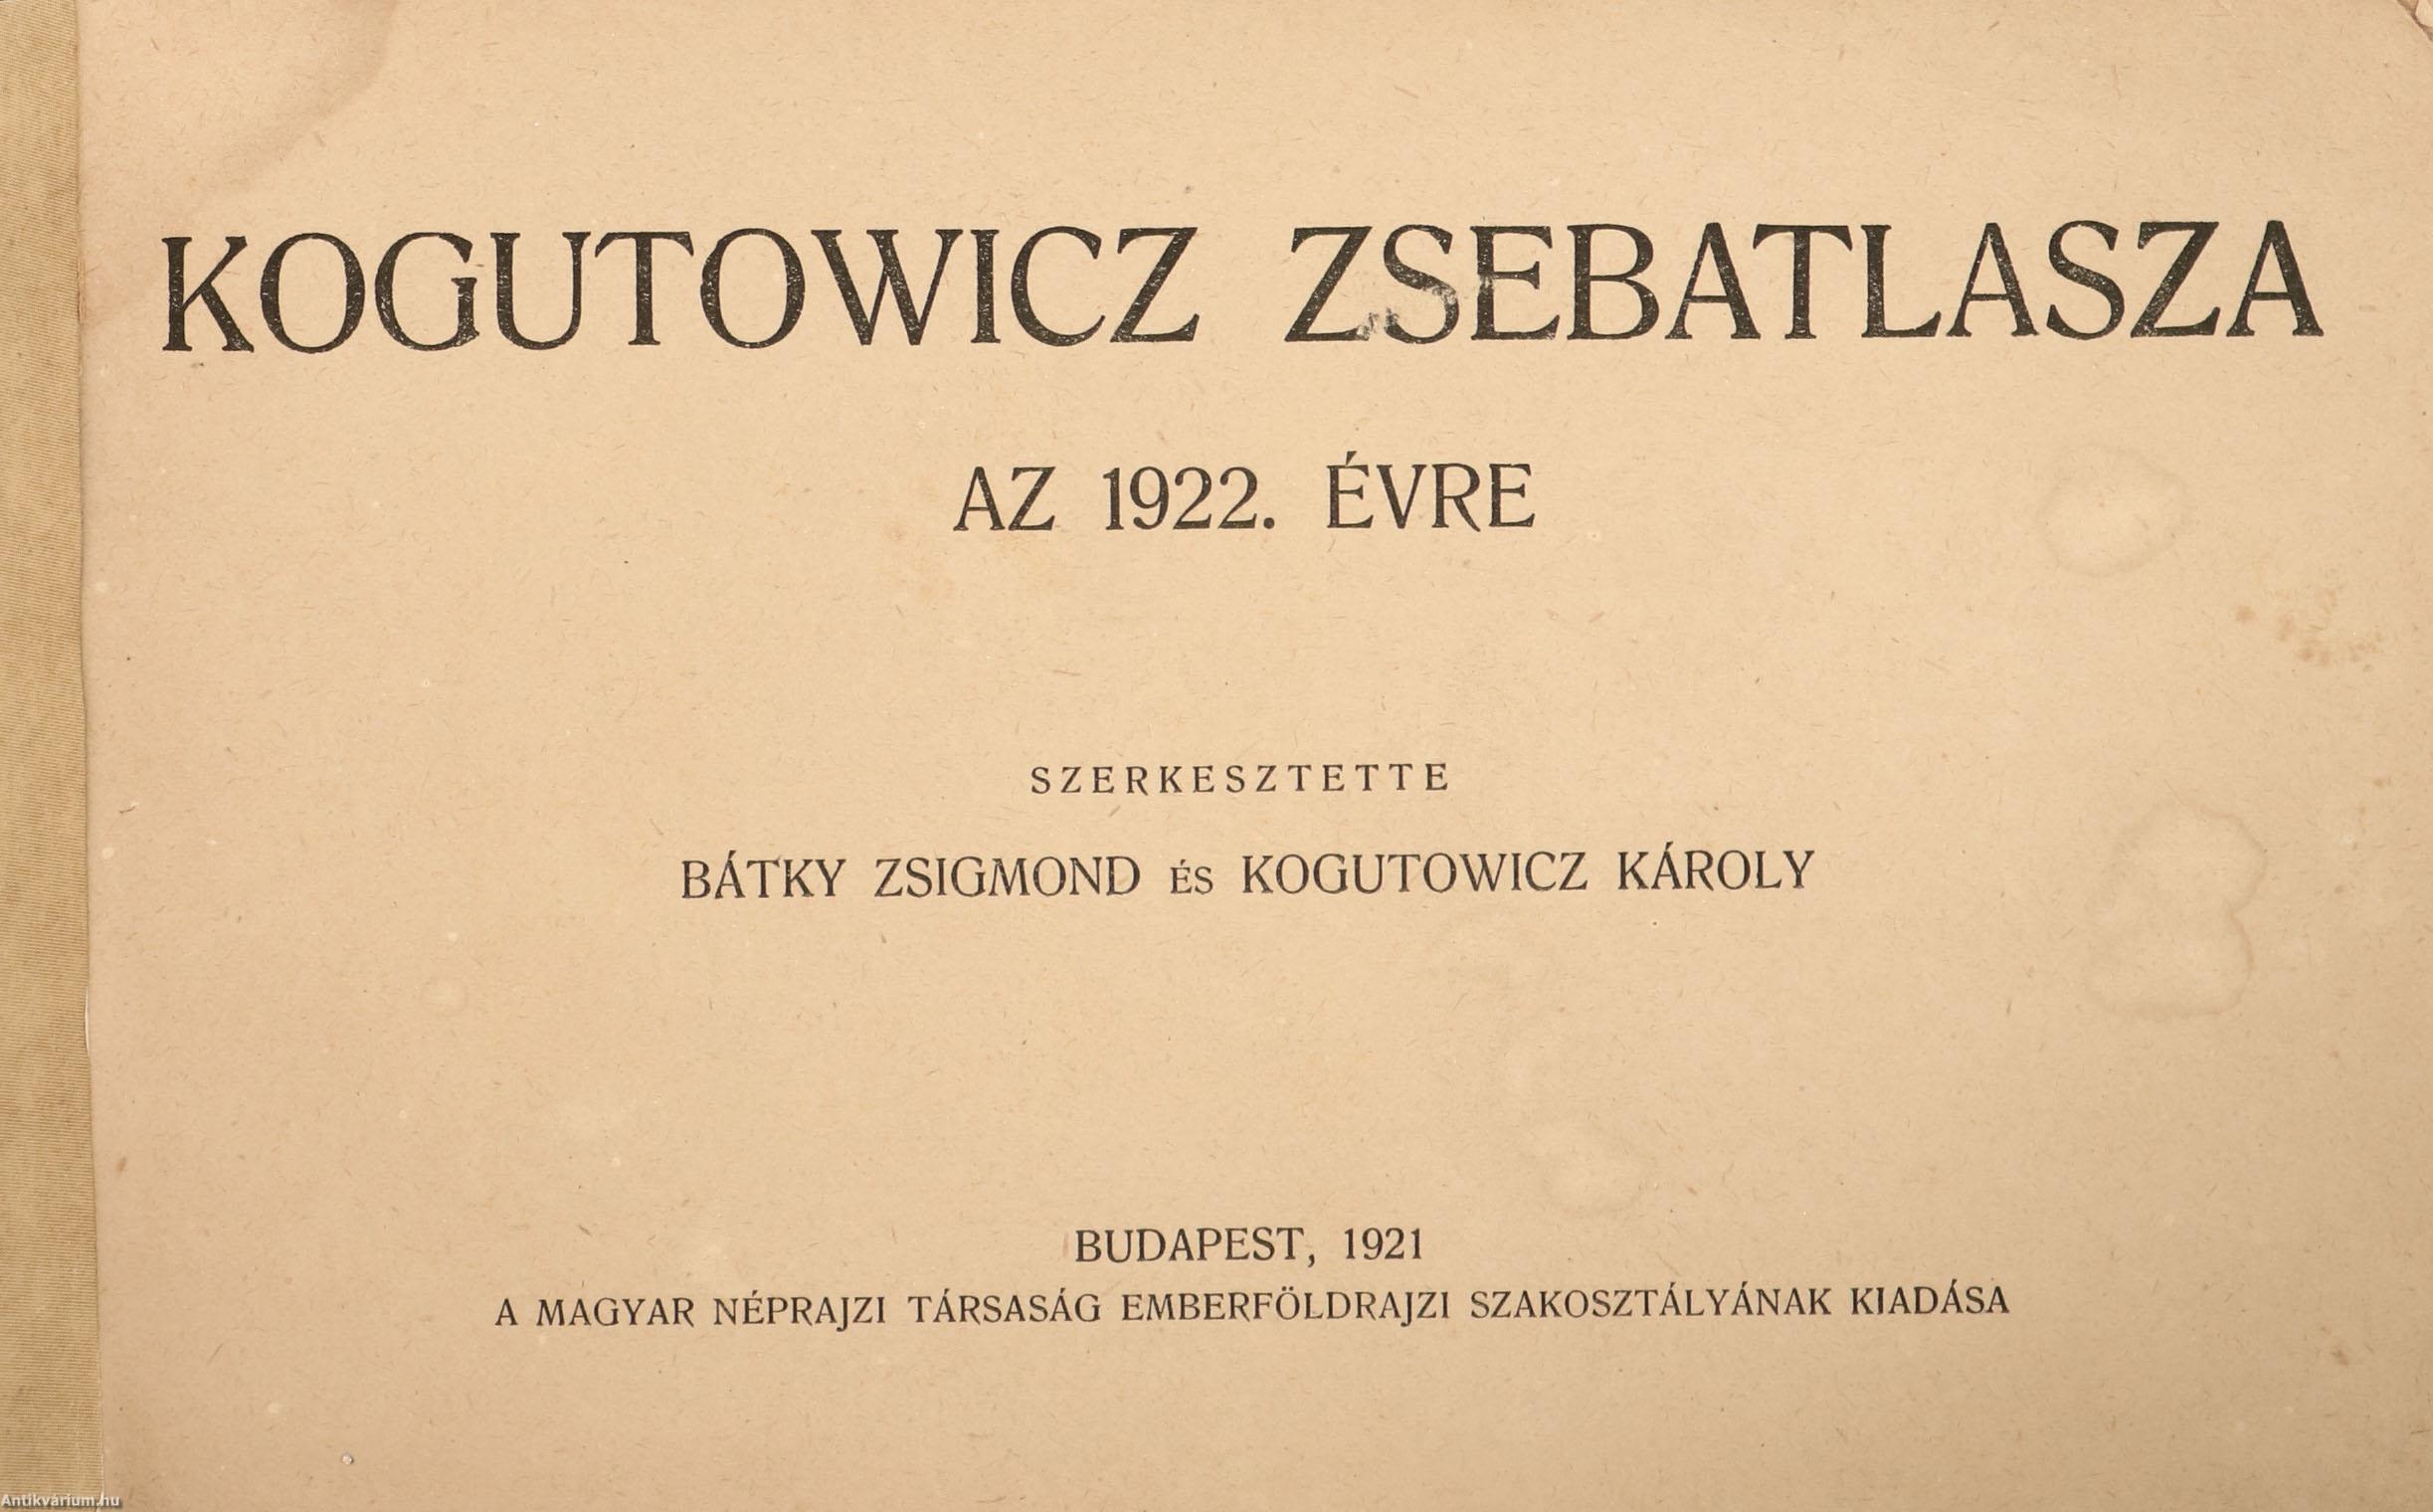 KOGUTOWICZ ZSEBATLASZA
AZ 1922. ÉVRE
SZERKESZTETTE
BÁTKY ZSIGMOND ÉS KOGUTOWICZ KÁROLY
BUDAPEST, 1921
A MAGYAR NÉPRAJZI TÁRSASÁG EMBERFÖLDRAJZI SZAKOSZTÁLYÁNAK KIADÁSA
Antikvárium.hu